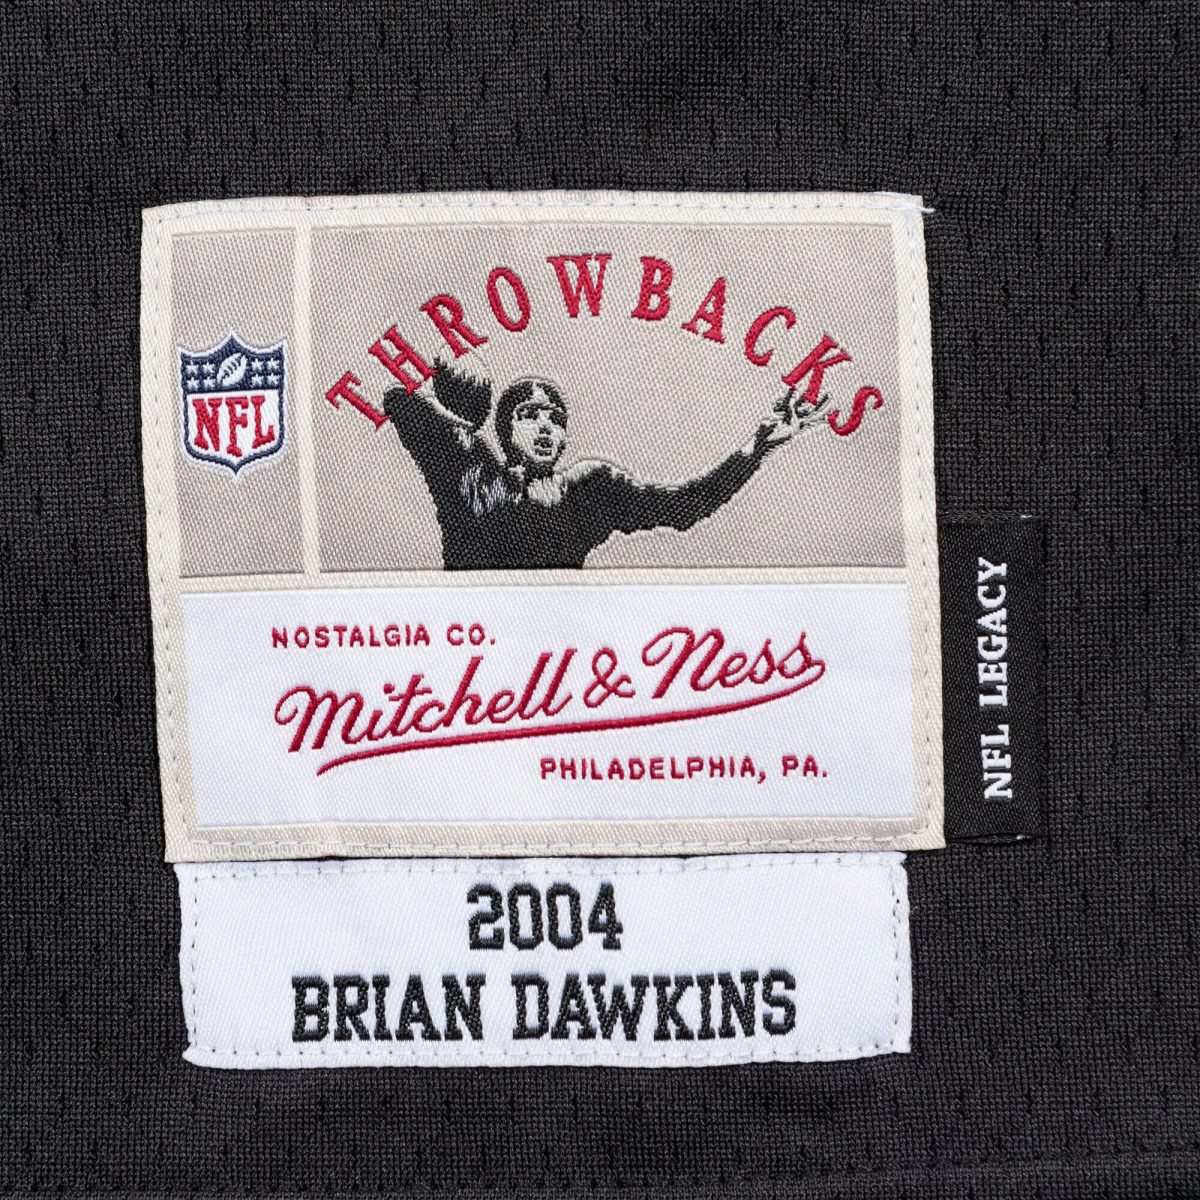 THROWBACKS
NFL
NOSTALGIA CO.
Mitchell & Ness
PHILADELPHIA, PA.
NFL LEGACY
2004
BRIAN DAWKINS